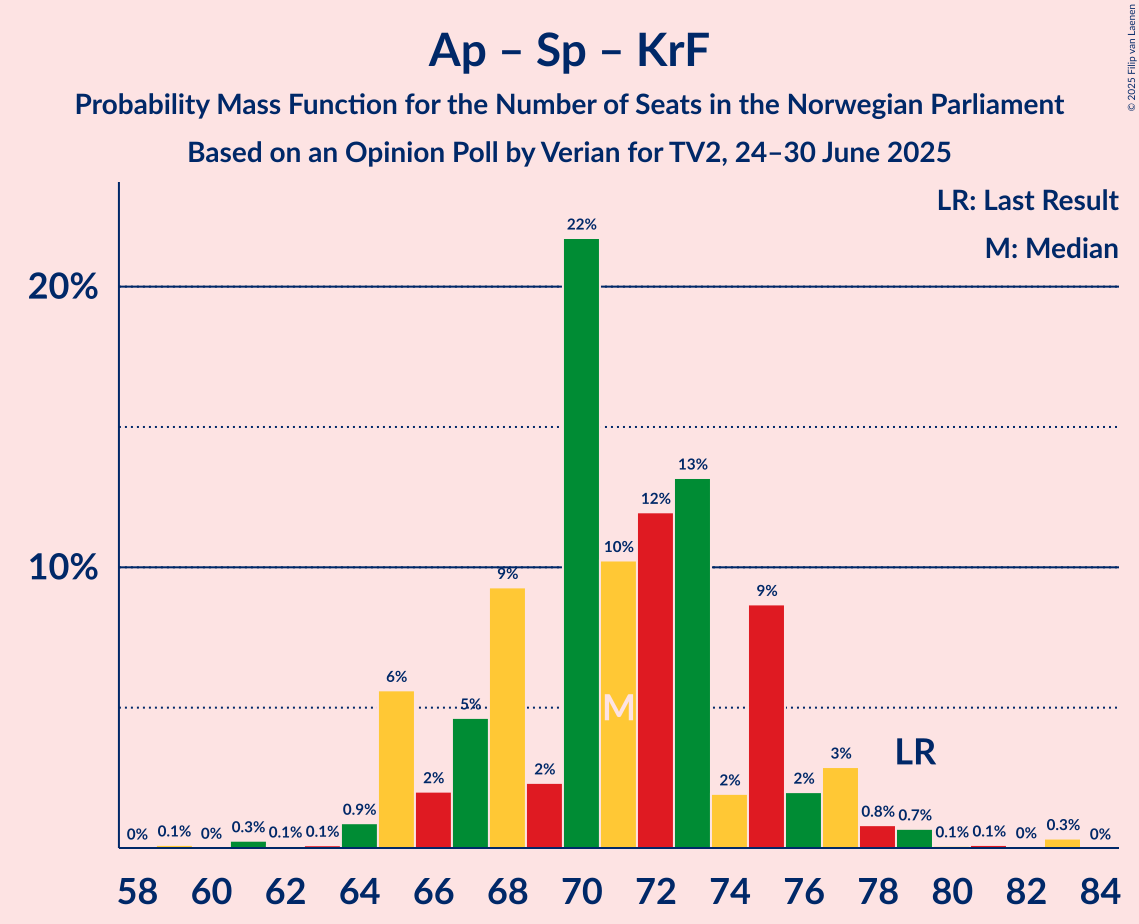 Ap – Sp – KrF
Probability Mass Function for the Number of Seats in the Norwegian Parliament
Based on an Opinion Poll by Verian for TV2, 24–30 June 2025
© 2025 Filip van Laenen
LR: Last Result
M: Median
20%
10%
0% 0.1% 0% 0.3% 0.1% 0.1% 0.9% 6% 2% 5% 9% 2% 22% 10% 12% 13% 2% 9% 2% 3% 0.8% 0.7% 0.1% 0.1% 0% 0.3% 0%
M
LR
58 60 62 64 66 68 70 72 74 76 78 80 82 84